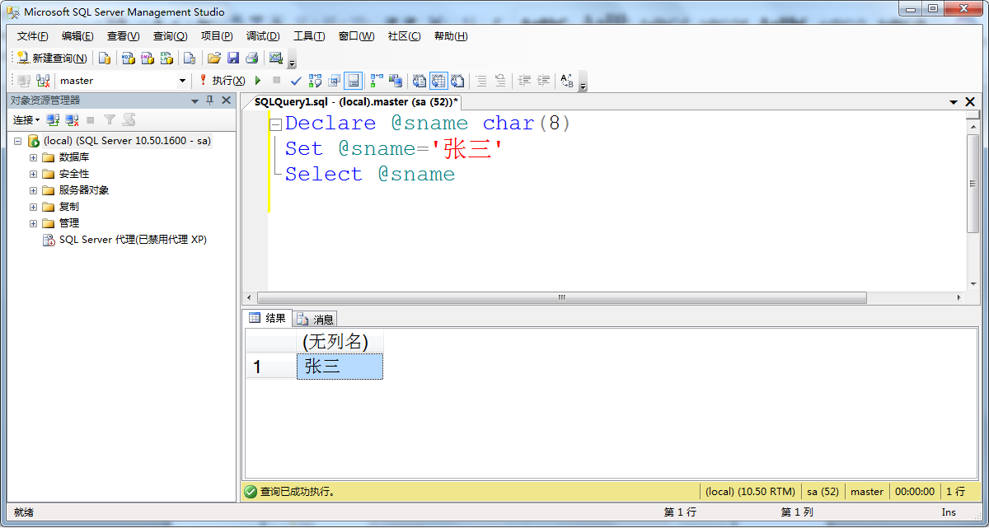 Microsoft SQL Server Management Studio
文件(F) 编辑(E) 查看(V) 查询(Q) 项目(P) 调试(D) 工具(T) 窗口(W) 社区(C) 帮助(H)
新建查询(N)
master 执行(X)
对象资源管理器
连接
(local) (SQL Server 10.50.1600 - sa)
数据库
安全性
服务器对象
复制
管理
SQL Server 代理(已禁用代理 XP)
SQLQuery1.sql - (local).master (sa (52))*
Declare @sname char(8)
Set @sname='张三'
Select @sname
结果 消息
(无列名)
1 张三
查询已成功执行。 (local) (10.50 RTM) sa (52) master 00:00:00 1 行
就绪 第 1 行 第 1 列 Ins